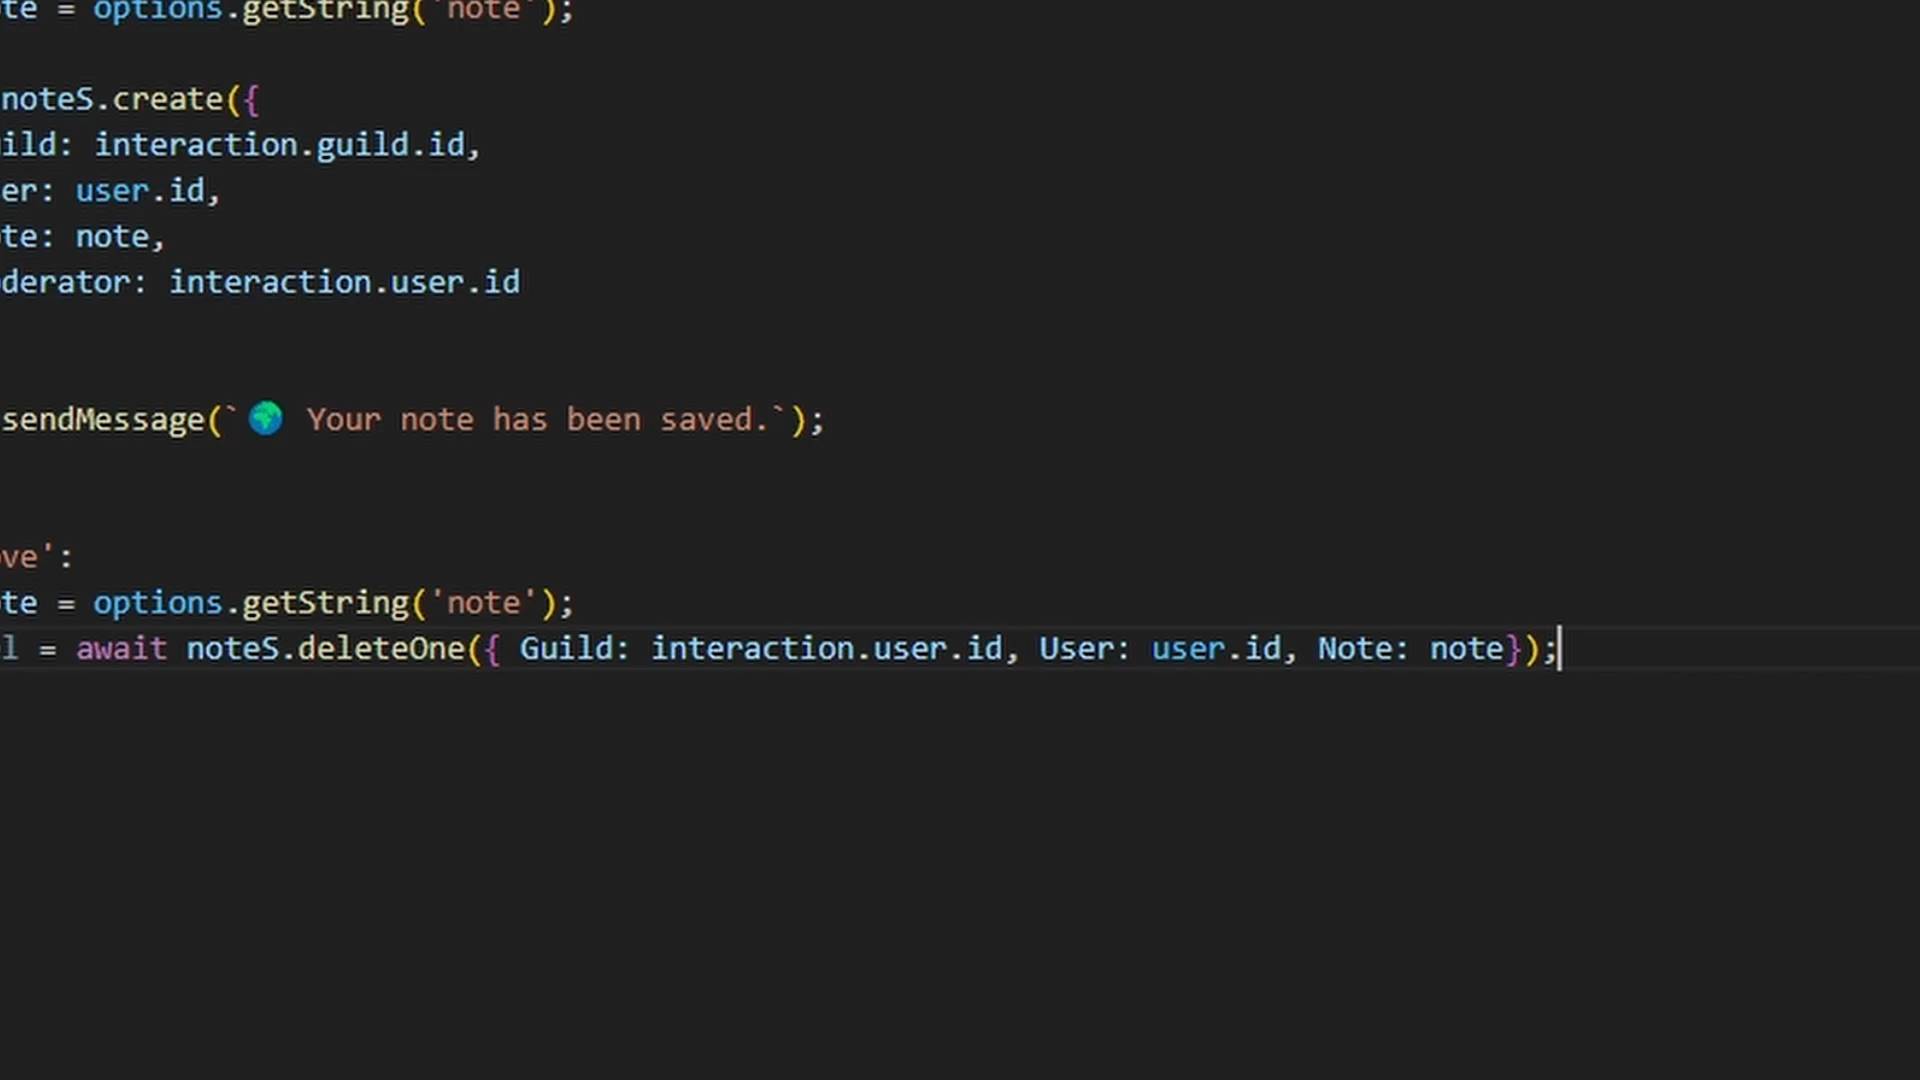 te = options.getString('note');
noteS.create({
ild: interaction.guild.id,
er: user.id,
te: note,
derator: interaction.user.id
sendMessage(`🌍 Your note has been saved.`);
ve':
te = options.getString('note');
l = await noteS.deleteOne({ Guild: interaction.user.id, User: user.id, Note: note});